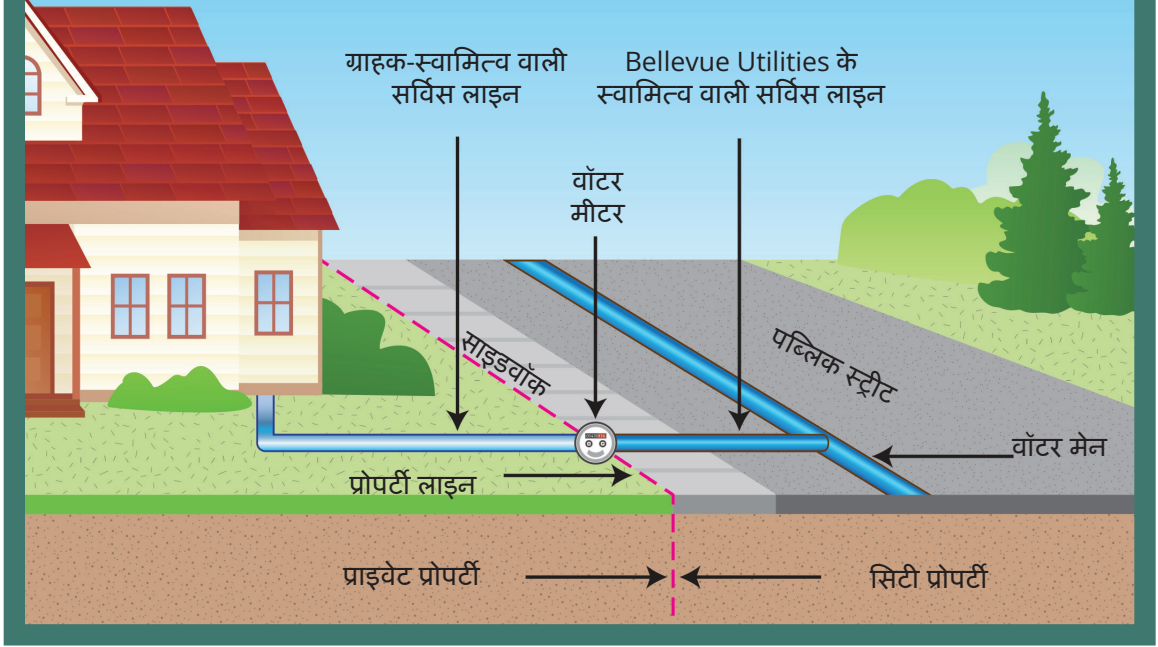 ग्राहक-स्वामित्व वाली
सर्विस लाइन
Bellevue Utilities के
स्वामित्व वाली सर्विस लाइन
वॉटर
मीटर
साइडवॉक
पब्लिक स्ट्रीट
वॉटर मेन
प्रोपर्टी लाइन
प्राइवेट प्रोपर्टी
सिटी प्रोपर्टी